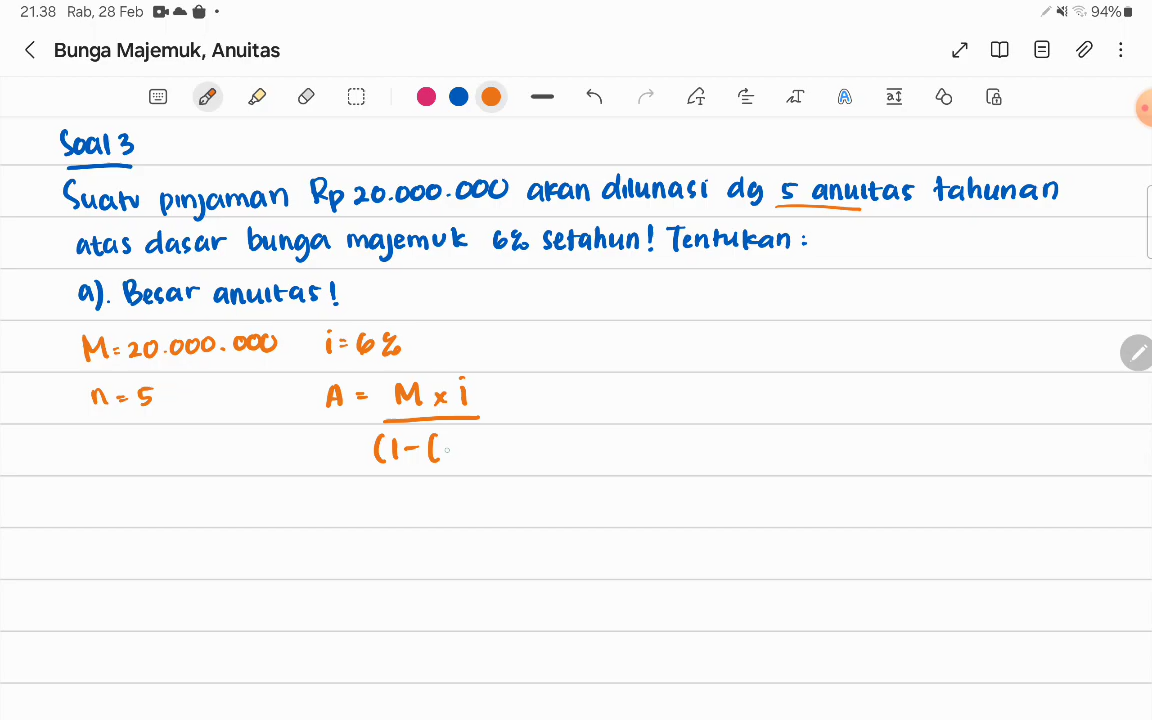 21.38 Rab, 28 Feb
94%
Bunga Majemuk, Anuitas
Soal 3
Suatu pinjaman Rp 20.000.000 akan dilunasi dg 5 anuitas tahunan
atas dasar bunga majemuk 6% setahun! Tentukan:
a). Besar anuitas!
M = 20.000.000 i = 6%
n = 5 A = M x i
(1 - (